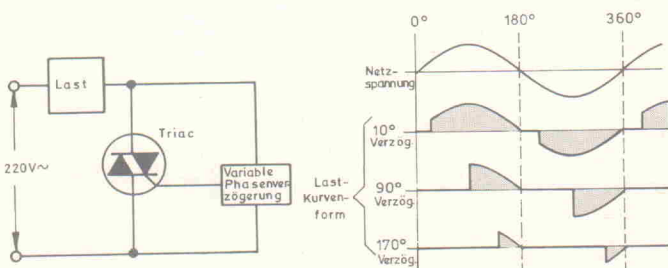 Last
Triac
220V~
Variable
Phasenver
zögerung
0°
180°
360°
Netz-
spannung
10°
Verzög.
Last-
Kurven-
form
90°
Verzög.
170°
Verzög.